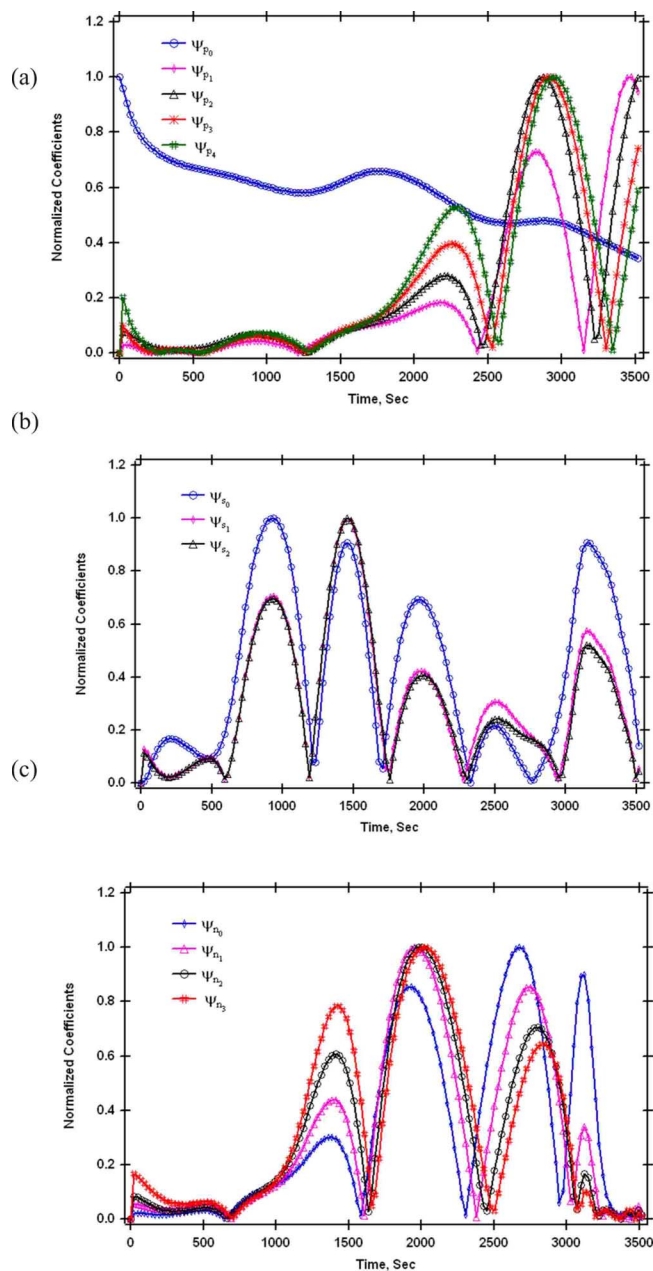 (a)
1.2
1.0
0.8
0.6
0.4
0.2
0.0
Normalized Coefficients
Ψp0
Ψp1
Ψp2
Ψp3
Ψp4
0 500 1000 1500 2000 2500 3000 3500
Time, Sec
(b)
1.2
1.0
0.8
0.6
0.4
0.2
0.0
Normalized Coefficients
Ψs0
Ψs1
Ψs2
0 500 1000 1500 2000 2500 3000 3500
Time, Sec
(c)
1.2
1.0
0.8
0.6
0.4
0.2
0.0
Normalized Coefficients
Ψn0
Ψn1
Ψn2
Ψn3
0 500 1000 1500 2000 2500 3000 3500
Time, Sec